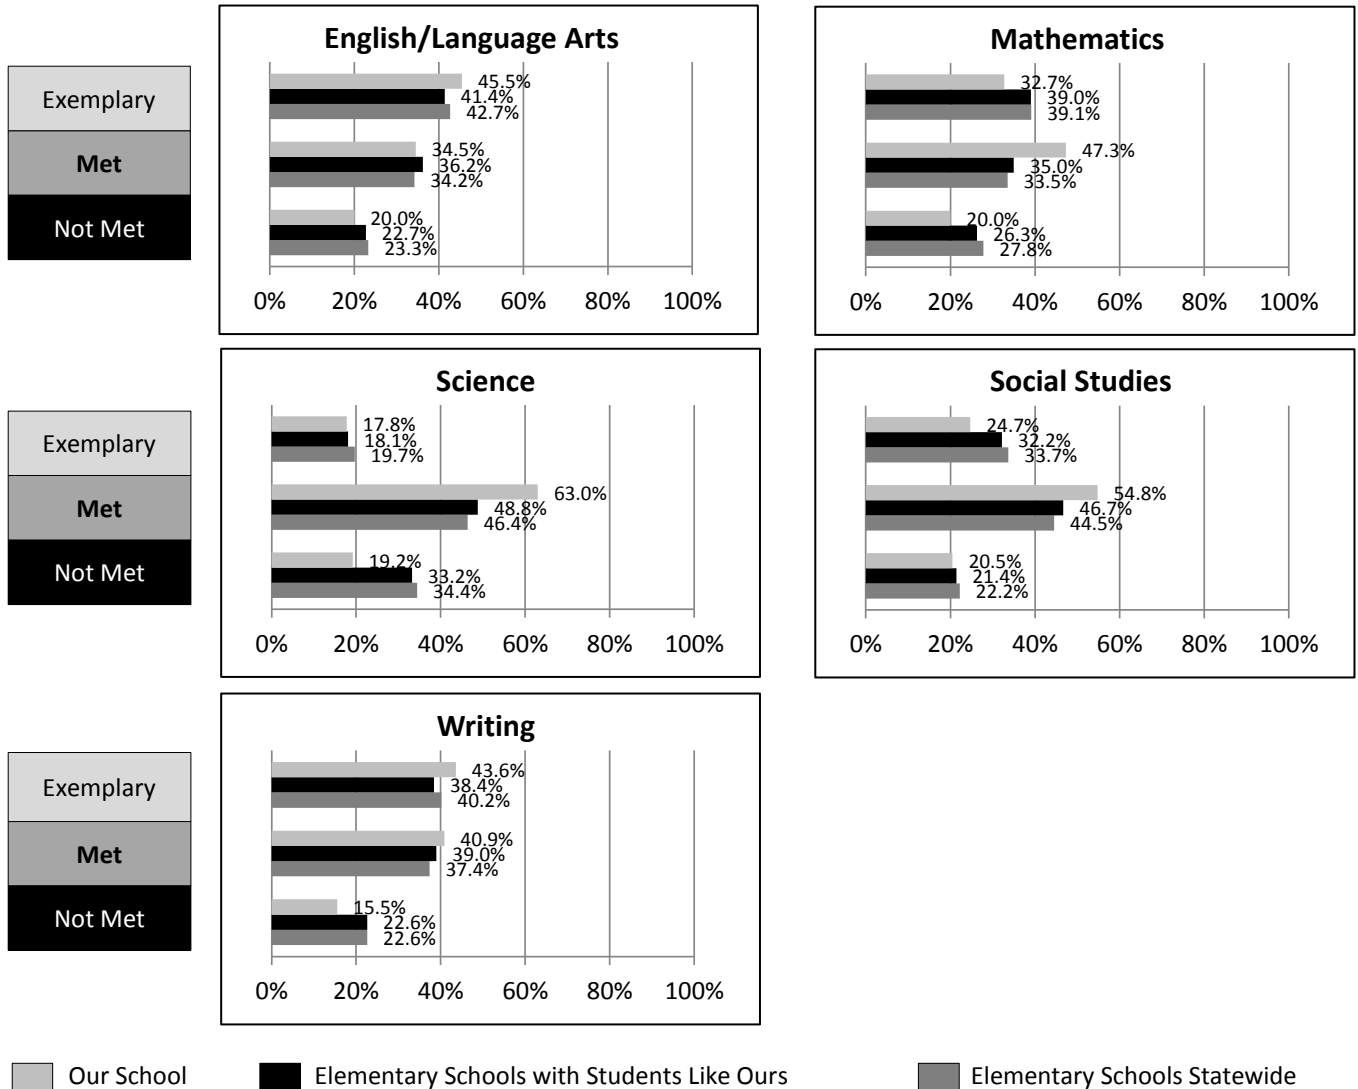 English/Language Arts
Exemplary
Met
Not Met
45.5%
41.4%
42.7%
34.5%
36.2%
34.2%
20.0%
22.7%
23.3%
0% 20% 40% 60% 80% 100%
Mathematics
32.7%
39.0%
39.1%
47.3%
35.0%
33.5%
20.0%
26.3%
27.8%
0% 20% 40% 60% 80% 100%
Science
Exemplary
Met
Not Met
17.8%
18.1%
19.7%
63.0%
48.8%
46.4%
19.2%
33.2%
34.4%
0% 20% 40% 60% 80% 100%
Social Studies
24.7%
32.2%
33.7%
54.8%
46.7%
44.5%
20.5%
21.4%
22.2%
0% 20% 40% 60% 80% 100%
Writing
Exemplary
Met
Not Met
43.6%
38.4%
40.2%
40.9%
39.0%
37.4%
15.5%
22.6%
22.6%
0% 20% 40% 60% 80% 100%
Our School Elementary Schools with Students Like Ours Elementary Schools Statewide